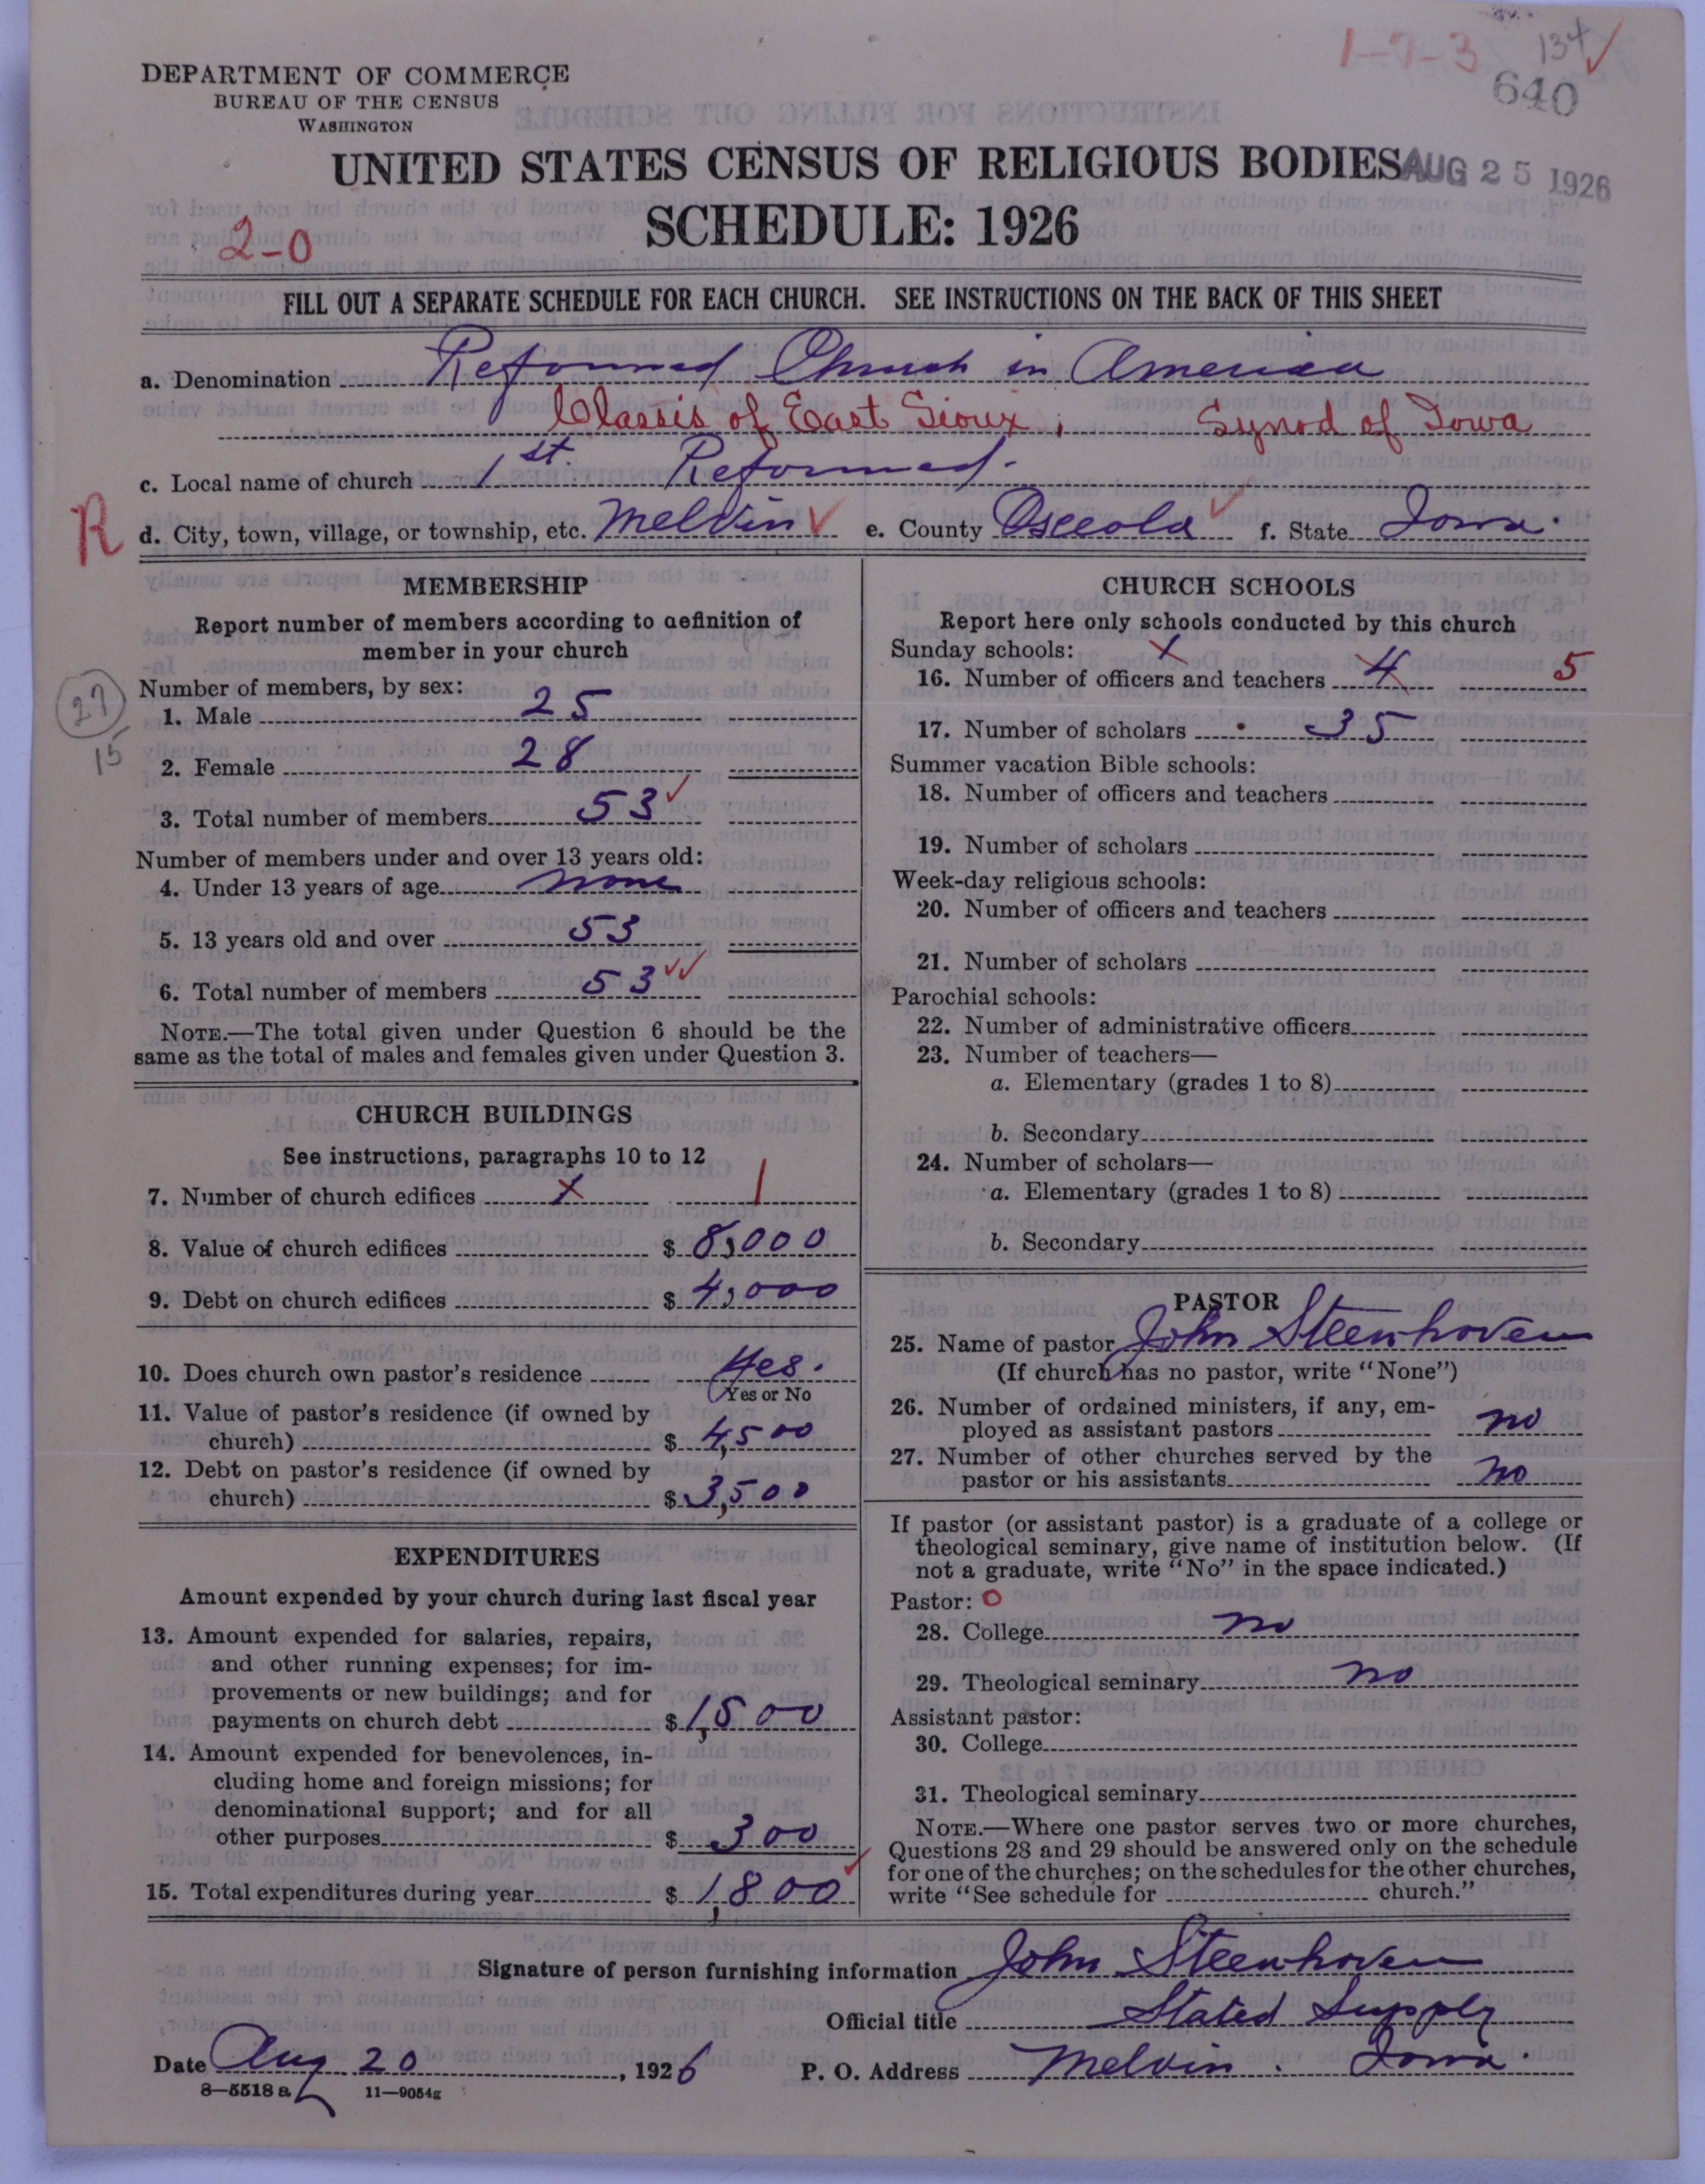 1-7-3 134
640
DEPARTMENT OF COMMERCE
BUREAU OF THE CENSUS
WASHINGTON
UNITED STATES CENSUS OF RELIGIOUS BODIES
AUG 25 1926
SCHEDULE: 1926
2-0
FILL OUT A SEPARATE SCHEDULE FOR EACH CHURCH. SEE INSTRUCTIONS ON THE BACK OF THIS SHEET
a. Denomination Reformed Church in America
Classis of East Sioux, Synod of Iowa
c. Local name of church 1st. Reformed.
R d. City, town, village, or township, etc. Melvin e. County Osceola f. State Iowa.
MEMBERSHIP
Report number of members according to definition of
member in your church
Number of members, by sex:
27
1. Male 25
15
2. Female 28
3. Total number of members 53
Number of members under and over 13 years old:
4. Under 13 years of age none
5. 13 years old and over 53
6. Total number of members 53
NOTE.—The total given under Question 6 should be the
same as the total of males and females given under Question 3.
CHURCH BUILDINGS
See instructions, paragraphs 10 to 12
7. Number of church edifices X 1
8. Value of church edifices $ 8,000
9. Debt on church edifices $ 4,000
10. Does church own pastor's residence Yes.
Yes or No
11. Value of pastor's residence (if owned by
church) $ 4,500
12. Debt on pastor's residence (if owned by
church) $ 3,500
EXPENDITURES
Amount expended by your church during last fiscal year
13. Amount expended for salaries, repairs,
and other running expenses; for im-
provements or new buildings; and for
payments on church debt $ 1,500
14. Amount expended for benevolences, in-
cluding home and foreign missions; for
denominational support; and for all
other purposes $ 300
15. Total expenditures during year $ 1,800
CHURCH SCHOOLS
Report here only schools conducted by this church
Sunday schools: X
16. Number of officers and teachers 4 5
17. Number of scholars 35
Summer vacation Bible schools:
18. Number of officers and teachers
19. Number of scholars
Week-day religious schools:
20. Number of officers and teachers
21. Number of scholars
Parochial schools:
22. Number of administrative officers
23. Number of teachers—
a. Elementary (grades 1 to 8)
b. Secondary
24. Number of scholars—
a. Elementary (grades 1 to 8)
b. Secondary
PASTOR
25. Name of pastor John Steenhoven
(If church has no pastor, write "None")
26. Number of ordained ministers, if any, em-
ployed as assistant pastors no
27. Number of other churches served by the
pastor or his assistants no
If pastor (or assistant pastor) is a graduate of a college or
theological seminary, give name of institution below. (If
not a graduate, write "No" in the space indicated.)
Pastor: 0
28. College no
29. Theological seminary no
Assistant pastor:
30. College
31. Theological seminary
NOTE.—Where one pastor serves two or more churches,
Questions 28 and 29 should be answered only on the schedule
for one of the churches; on the schedules for the other churches,
write "See schedule for church."
Signature of person furnishing information John Steenhoven
Official title Stated Supply
Date Aug 20, 1926 P. O. Address Melvin. Iowa.
8—5518 a 11—9054g